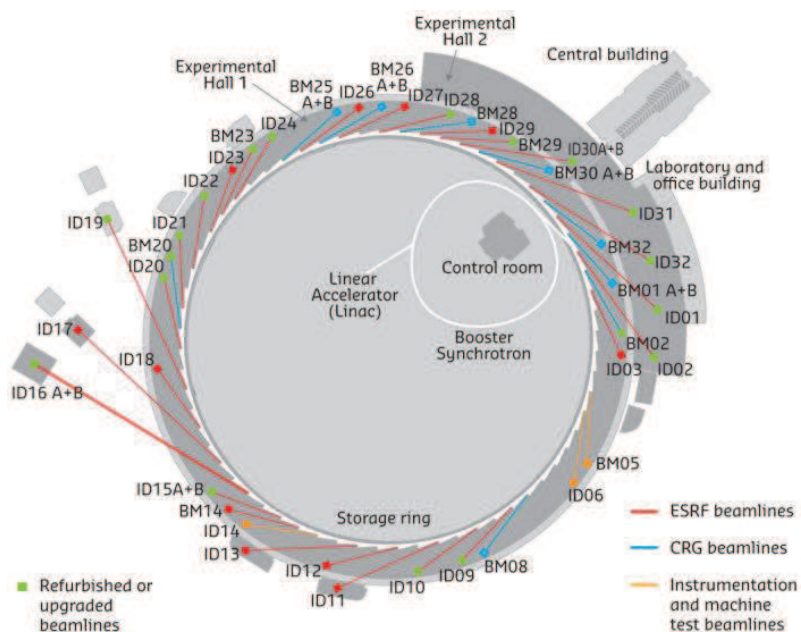 Experimental
Hall 2
Central building
Experimental
Hall 1
BM25
A+B
ID26
BM26
A+B
ID27
ID28
BM28
ID29
BM29
ID30A+B
BM30 A+B
Laboratory and
office building
ID24
BM23
ID23
ID22
ID21
BM20
ID20
ID19
ID31
BM32
ID32
BM01 A+B
ID01
BM02
ID03
ID02
Control room
Linear
Accelerator
(Linac)
Booster
Synchrotron
ID17
ID18
ID16 A+B
BM05
ID06
ID15A+B
BM14
ID14
ID13
Storage ring
ID12
ID11
ID10
ID09
BM08
ESRF beamlines
CRG beamlines
Instrumentation
and machine
test beamlines
Refurbished or
upgraded
beamlines